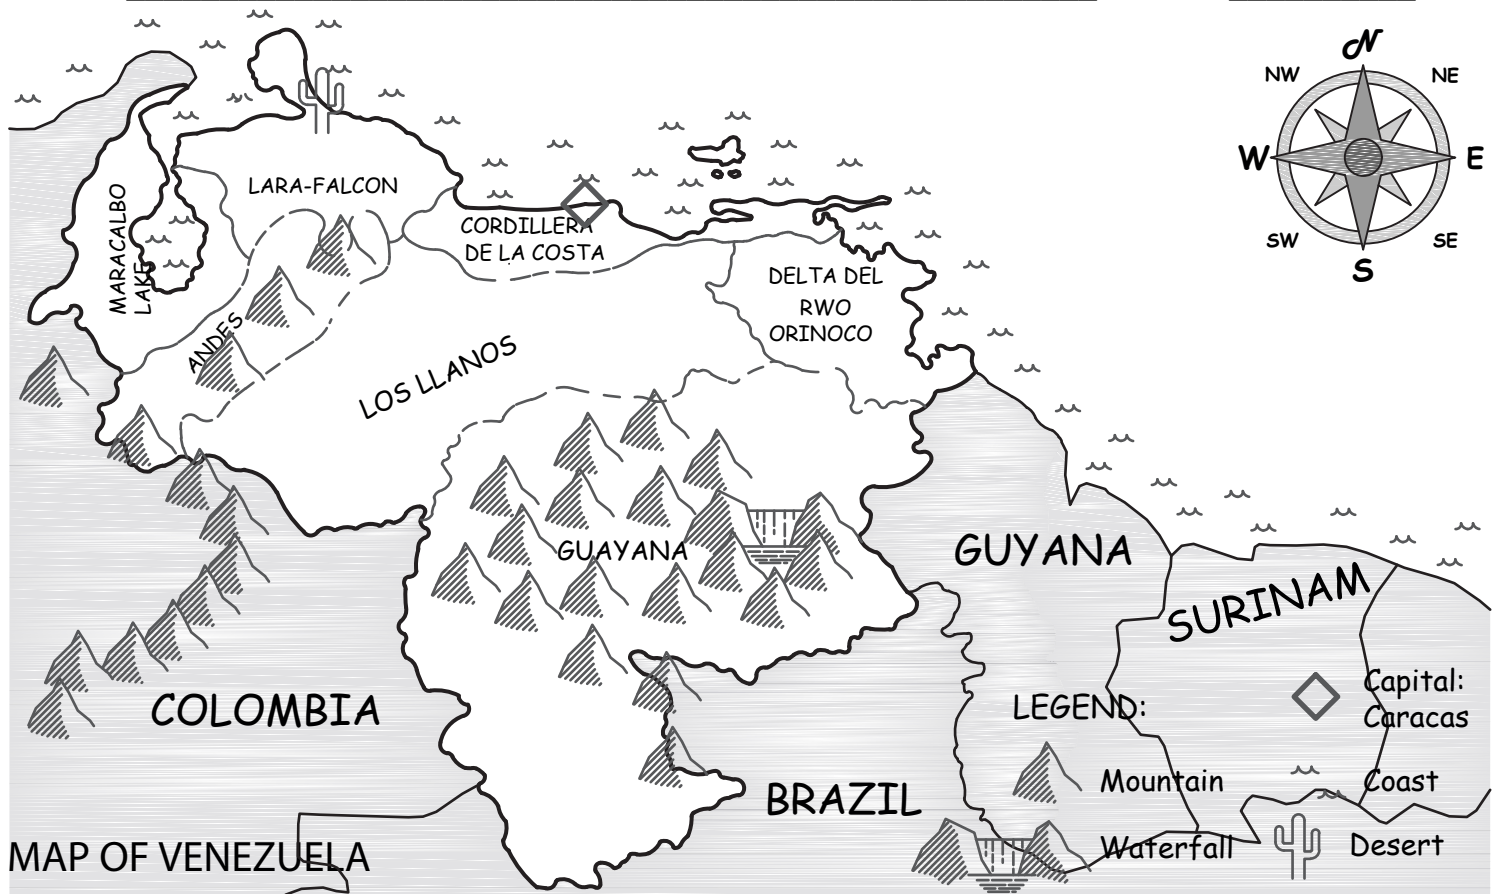 N
NW
NE
W
E
SW
SE
S
LARA-FALCON
MARACALBO
LAKE
CORDILLERA
DE LA COSTA
DELTA DEL
RWO
ORINOCO
ANDES
LOS LLANOS
GUAYANA
GUYANA
SURINAM
COLOMBIA
BRAZIL
LEGEND:
Capital:
Caracas
Mountain
Coast
Waterfall
Desert
MAP OF VENEZUELA